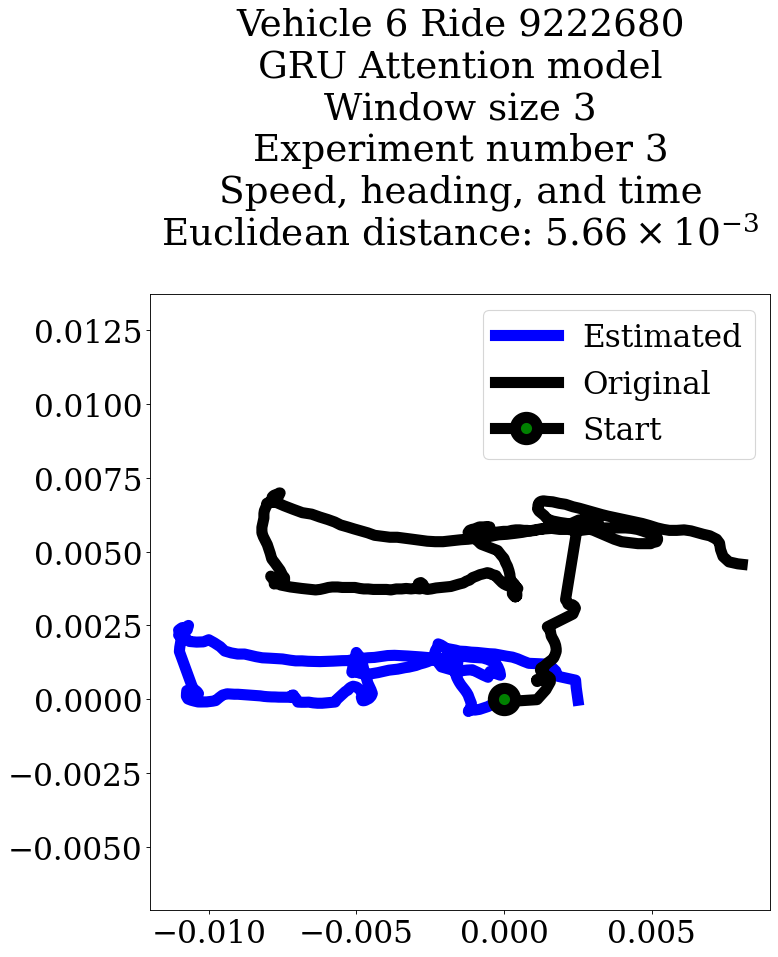 Vehicle 6 Ride 9222680
GRU Attention model
Window size 3
Experiment number 3
Speed, heading, and time
Euclidean distance: 5.66 × 10⁻³
Estimated
Original
Start
0.0125
0.0100
0.0075
0.0050
0.0025
0.0000
−0.0025
−0.0050
−0.010 −0.005 0.000 0.005